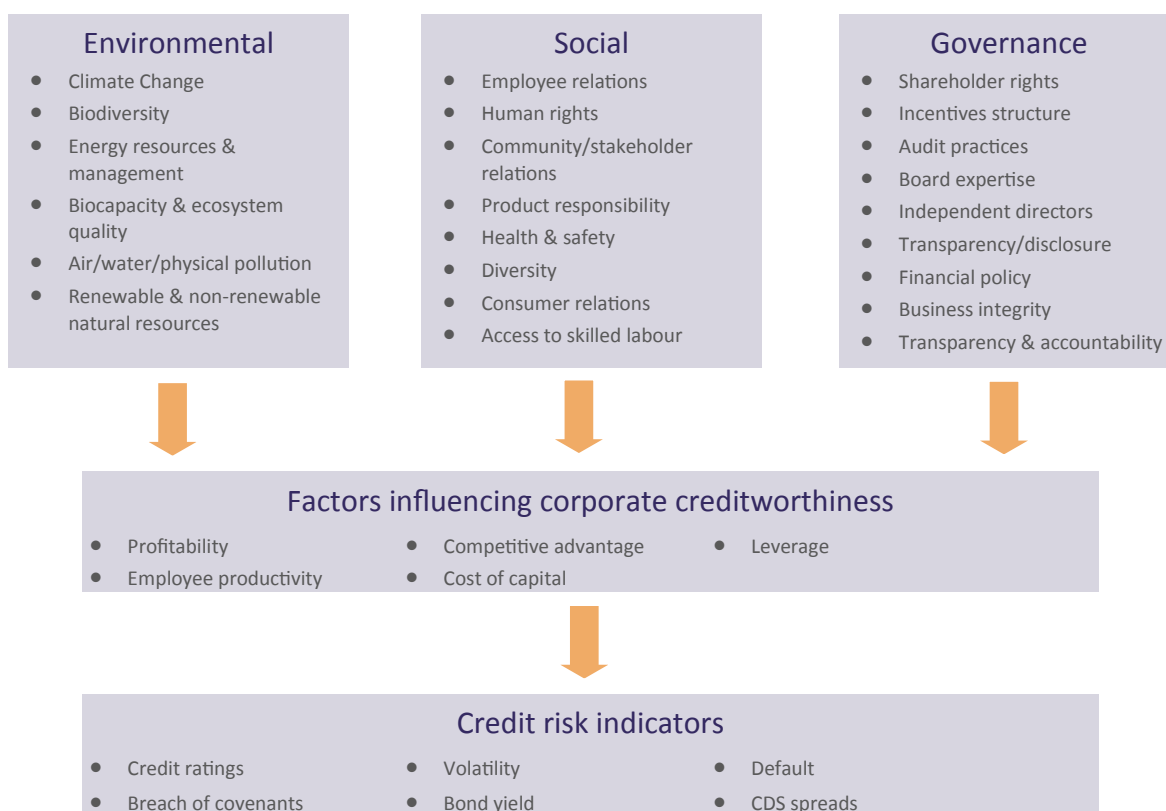 Environmental
Climate Change
Biodiversity
Energy resources &
management
Biocapacity & ecosystem
quality
Air/water/physical pollution
Renewable & non-renewable
natural resources
Social
Employee relations
Human rights
Community/stakeholder
relations
Product responsibility
Health & safety
Diversity
Consumer relations
Access to skilled labour
Governance
Shareholder rights
Incentives structure
Audit practices
Board expertise
Independent directors
Transparency/disclosure
Financial policy
Business integrity
Transparency & accountability
Factors influencing corporate creditworthiness
Profitability
Employee productivity
Competitive advantage
Cost of capital
Leverage
Credit risk indicators
Credit ratings
Breach of covenants
Volatility
Bond yield
Default
CDS spreads